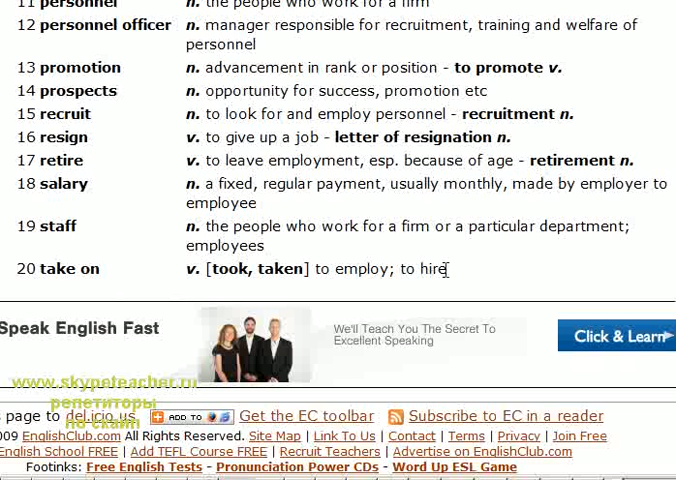 11 personnel n. the people who work for a firm
12 personnel officer n. manager responsible for recruitment, training and welfare of
personnel
13 promotion n. advancement in rank or position - to promote v.
14 prospects n. opportunity for success, promotion etc
15 recruit n. to look for and employ personnel - recruitment n.
16 resign v. to give up a job - letter of resignation n.
17 retire v. to leave employment, esp. because of age - retirement n.
18 salary n. a fixed, regular payment, usually monthly, made by employer to
employee
19 staff n. the people who work for a firm or a particular department;
employees
20 take on v. [took, taken] to employ; to hire
Speak English Fast
We'll Teach You The Secret To
Excellent Speaking
Click & Learn
www.skypeteacher.ru
репетиторы
по скайп
s page to del.icio.us ADD TO Get the EC toolbar Subscribe to EC in a reader
009 EnglishClub.com All Rights Reserved. Site Map | Link To Us | Contact | Terms | Privacy | Join Free
English School FREE | Add TEFL Course FREE | Recruit Teachers | Advertise on EnglishClub.com
Footinks: Free English Tests - Pronunciation Power CDs - Word Up ESL Game